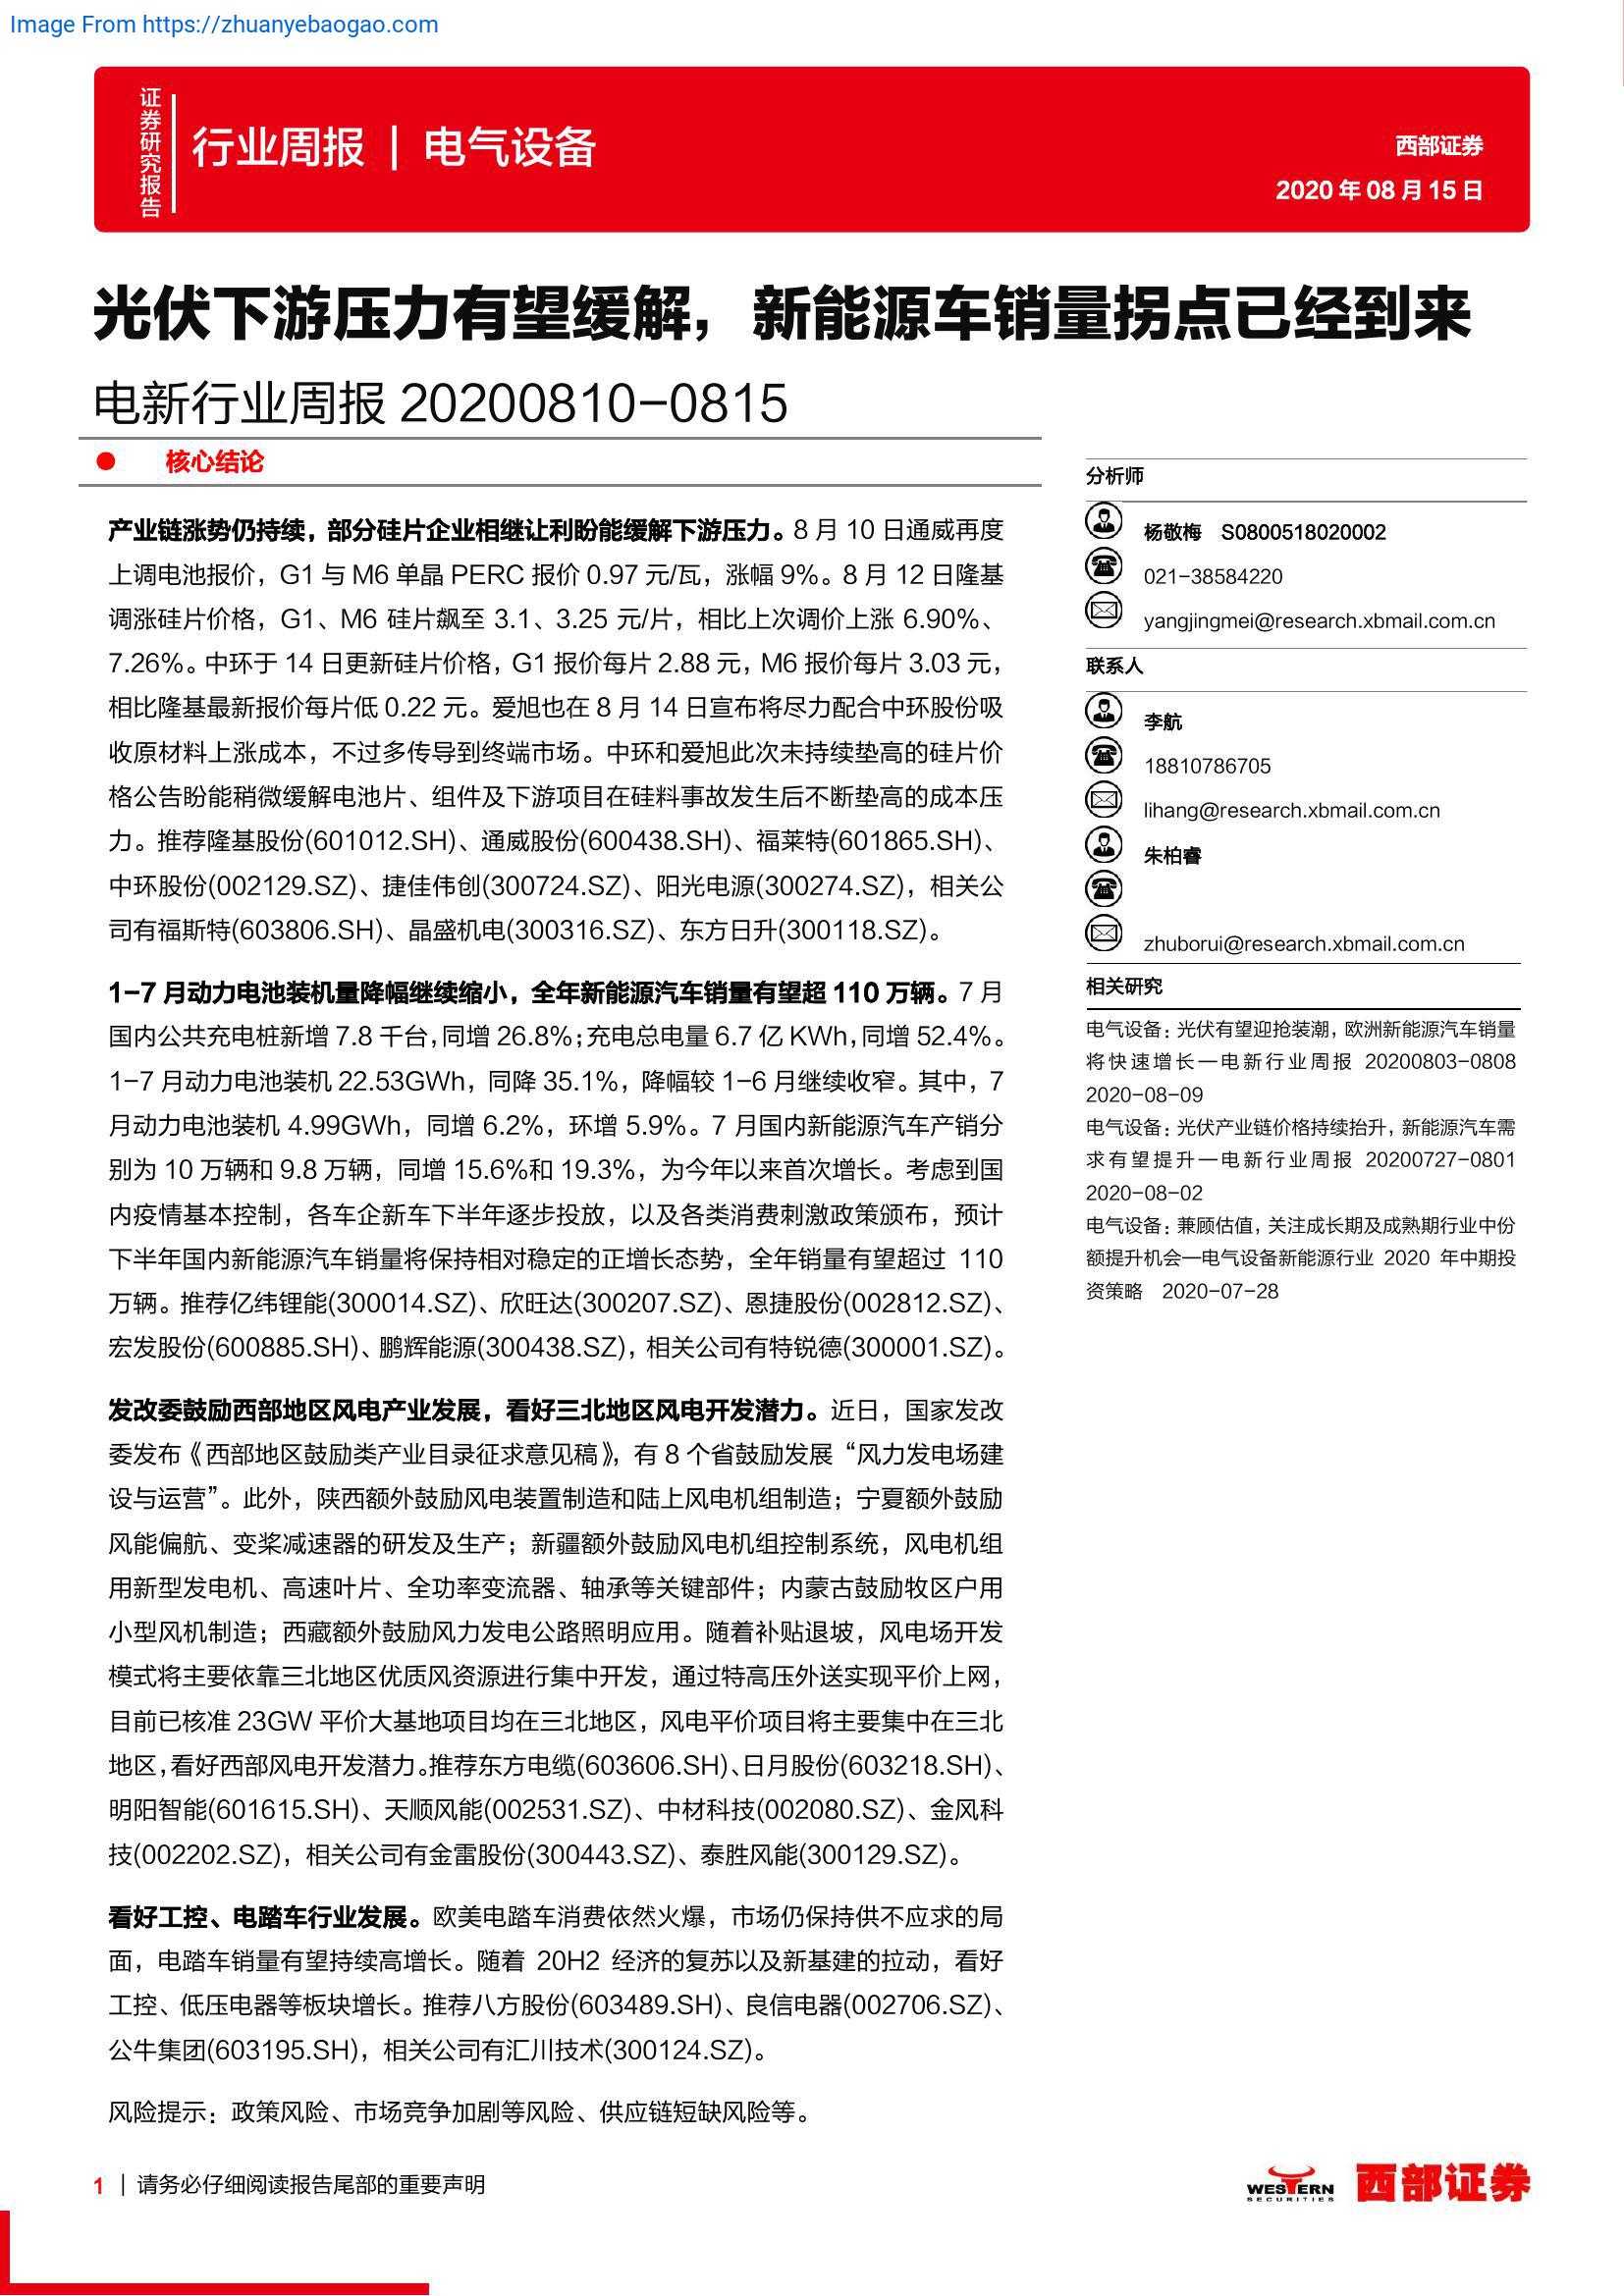 Image From https://zhuanyebaogao.com
证券研究报告
行业周报 | 电气设备
西部证券
2020 年 08 月 15 日
光伏下游压力有望缓解，新能源车销量拐点已经到来
电新行业周报 20200810-0815
核心结论
产业链涨势仍持续，部分硅片企业相继让利盼能缓解下游压力。8 月 10 日通威再度
上调电池报价，G1 与 M6 单晶 PERC 报价 0.97 元/瓦，涨幅 9%。8 月 12 日隆基
调涨硅片价格，G1、M6 硅片飙至 3.1、3.25 元/片，相比上次调价上涨 6.90%、
7.26%。中环于 14 日更新硅片价格，G1 报价每片 2.88 元，M6 报价每片 3.03 元，
相比隆基最新报价每片低 0.22 元。爱旭也在 8 月 14 日宣布将尽力配合中环股份吸
收原材料上涨成本，不过多传导到终端市场。中环和爱旭此次未持续垫高的硅片价
格公告盼能稍微缓解电池片、组件及下游项目在硅料事故发生后不断垫高的成本压
力。推荐隆基股份(601012.SH)、通威股份(600438.SH)、福莱特(601865.SH)、
中环股份(002129.SZ)、捷佳伟创(300724.SZ)、阳光电源(300274.SZ)，相关公
司有福斯特(603806.SH)、晶盛机电(300316.SZ)、东方日升(300118.SZ)。
1-7 月动力电池装机量降幅继续缩小，全年新能源汽车销量有望超 110 万辆。7 月
国内公共充电桩新增 7.8 千台，同增 26.8%；充电总电量 6.7 亿 KWh，同增 52.4%。
1-7 月动力电池装机 22.53GWh，同降 35.1%，降幅较 1-6 月继续收窄。其中，7
月动力电池装机 4.99GWh，同增 6.2%，环增 5.9%。7 月国内新能源汽车产销分
别为 10 万辆和 9.8 万辆，同增 15.6%和 19.3%，为今年以来首次增长。考虑到国
内疫情基本控制，各车企新车下半年逐步投放，以及各类消费刺激政策颁布，预计
下半年国内新能源汽车销量将保持相对稳定的正增长态势，全年销量有望超过 110
万辆。推荐亿纬锂能(300014.SZ)、欣旺达(300207.SZ)、恩捷股份(002812.SZ)、
宏发股份(600885.SH)、鹏辉能源(300438.SZ)，相关公司有特锐德(300001.SZ)。
发改委鼓励西部地区风电产业发展，看好三北地区风电开发潜力。近日，国家发改
委发布《西部地区鼓励类产业目录征求意见稿》，有 8 个省鼓励发展“风力发电场建
设与运营”。此外，陕西额外鼓励风电装置制造和陆上风电机组制造；宁夏额外鼓励
风能偏航、变桨减速器的研发及生产；新疆额外鼓励风电机组控制系统，风电机组
用新型发电机、高速叶片、全功率变流器、轴承等关键部件；内蒙古鼓励牧区户用
小型风机制造；西藏额外鼓励风力发电公路照明应用。随着补贴退坡，风电场开发
模式将主要依靠三北地区优质风资源进行集中开发，通过特高压外送实现平价上网，
目前已核准 23GW 平价大基地项目均在三北地区，风电平价项目将主要集中在三北
地区，看好西部风电开发潜力。推荐东方电缆(603606.SH)、日月股份(603218.SH)、
明阳智能(601615.SH)、天顺风能(002531.SZ)、中材科技(002080.SZ)、金风科
技(002202.SZ)，相关公司有金雷股份(300443.SZ)、泰胜风能(300129.SZ)。
看好工控、电踏车行业发展。欧美电踏车消费依然火爆，市场仍保持供不应求的局
面，电踏车销量有望持续高增长。随着 20H2 经济的复苏以及新基建的拉动，看好
工控、低压电器等板块增长。推荐八方股份(603489.SH)、良信电器(002706.SZ)、
公牛集团(603195.SH)，相关公司有汇川技术(300124.SZ)。
风险提示：政策风险、市场竞争加剧等风险、供应链短缺风险等。
分析师
杨敬梅 S0800518020002
021-38584220
yangjingmei@research.xbmail.com.cn
联系人
李航
18810786705
lihang@research.xbmail.com.cn
朱柏睿
zhuborui@research.xbmail.com.cn
相关研究
电气设备：光伏有望迎抢装潮，欧洲新能源汽车销量
将快速增长—电新行业周报 20200803-0808
2020-08-09
电气设备：光伏产业链价格持续抬升，新能源汽车需
求有望提升—电新行业周报 20200727-0801
2020-08-02
电气设备：兼顾估值，关注成长期及成熟期行业中份
额提升机会—电气设备新能源行业 2020 年中期投
资策略 2020-07-28
1 | 请务必仔细阅读报告尾部的重要声明
WESTERN
SECURITIES
西部证券